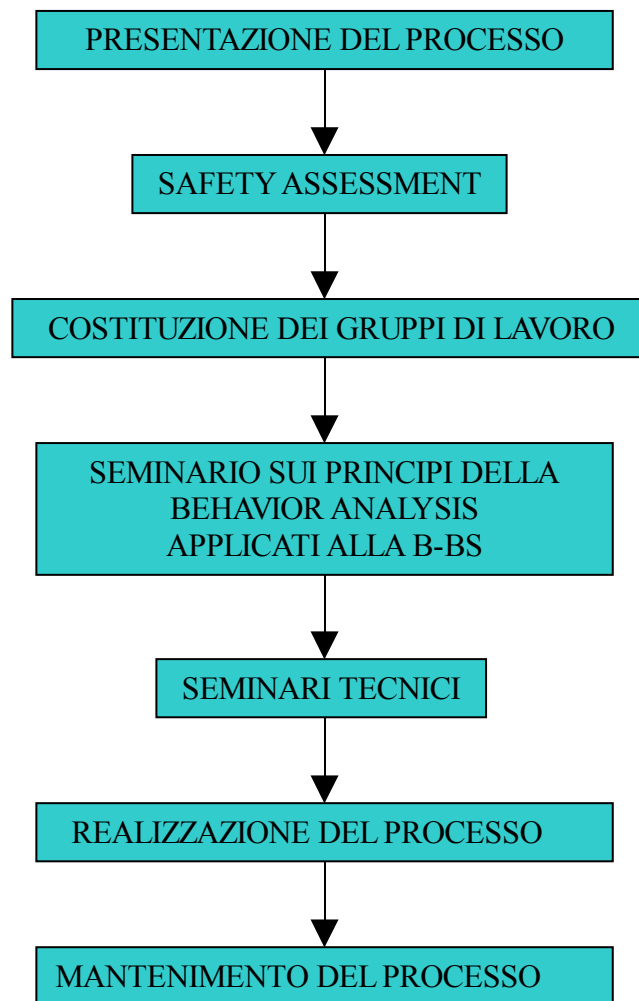 PRESENTAZIONE DEL PROCESSO
SAFETY ASSESSMENT
COSTITUZIONE DEI GRUPPI DI LAVORO
SEMINARIO SUI PRINCIPI DELLA
BEHAVIOR ANALYSIS
APPLICATI ALLA B-BS
SEMINARI TECNICI
REALIZZAZIONE DEL PROCESSO
MANTENIMENTO DEL PROCESSO